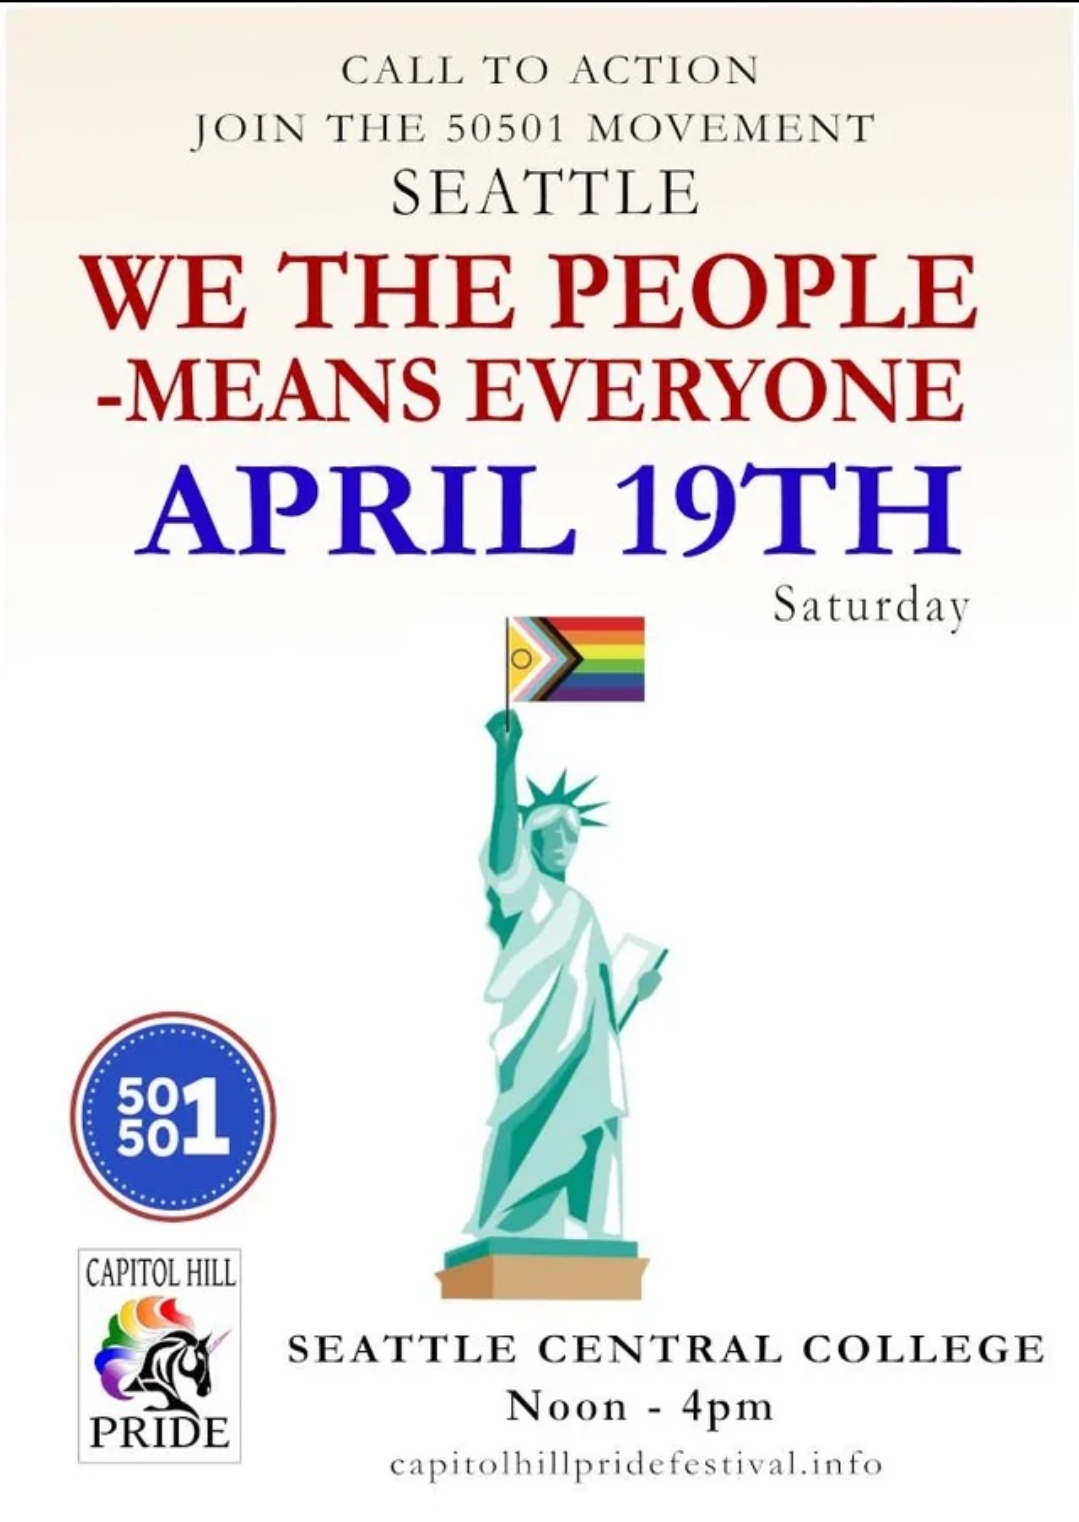 CALL TO ACTION
JOIN THE 50501 MOVEMENT
SEATTLE
WE THE PEOPLE
-MEANS EVERYONE
APRIL 19TH
Saturday
50
501
CAPITOL HILL
PRIDE
SEATTLE CENTRAL COLLEGE
Noon - 4pm
capitolhillpridefestival.info